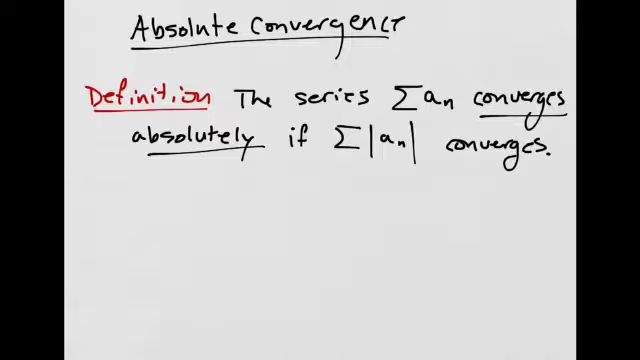 Absolute Convergence
Definition The series ∑ aₙ converges
absolutely if ∑ |aₙ| converges.